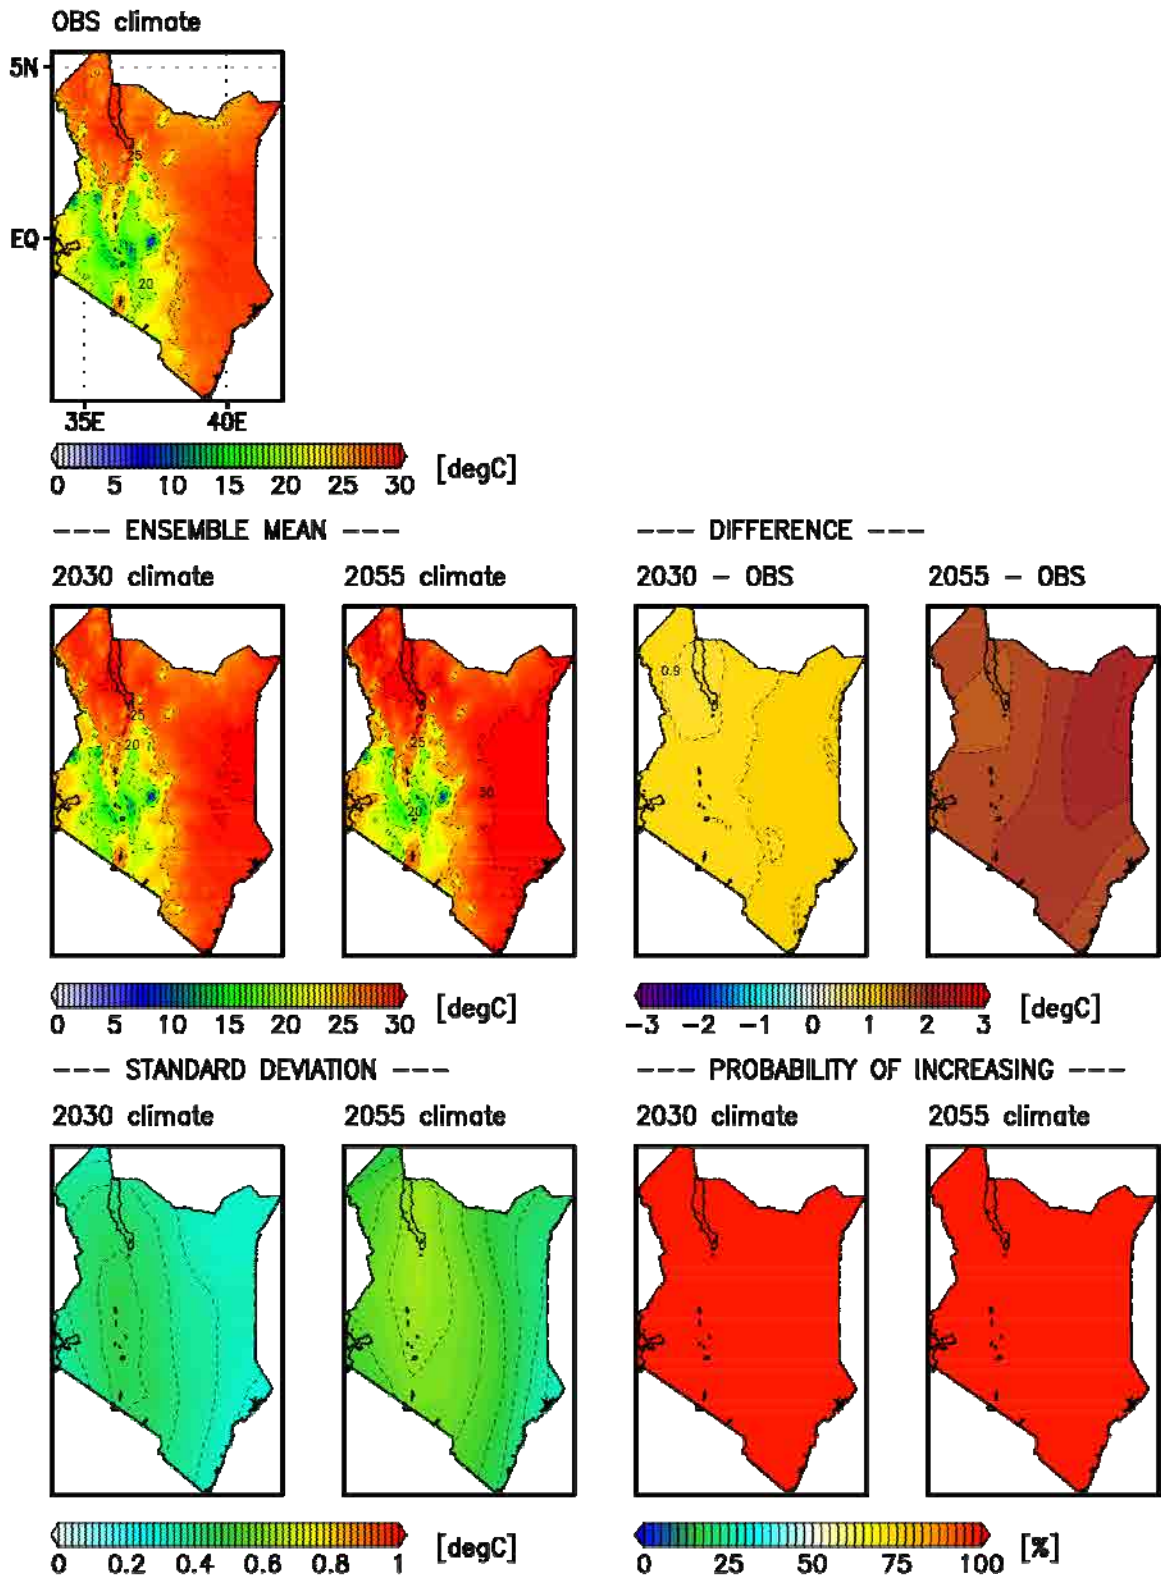 OBS climate
5N
25
EQ
20
35E 40E
0 5 10 15 20 25 30 [degC]
--- ENSEMBLE MEAN --- --- DIFFERENCE ---
2030 climate 2055 climate 2030 - OBS 2055 - OBS
0.9
25
20 25
30
20
0 5 10 15 20 25 30 [degC] -3 -2 -1 0 1 2 3 [degC]
--- STANDARD DEVIATION --- --- PROBABILITY OF INCREASING ---
2030 climate 2055 climate 2030 climate 2055 climate
0 0.2 0.4 0.6 0.8 1 [degC] 0 25 50 75 100 [%]